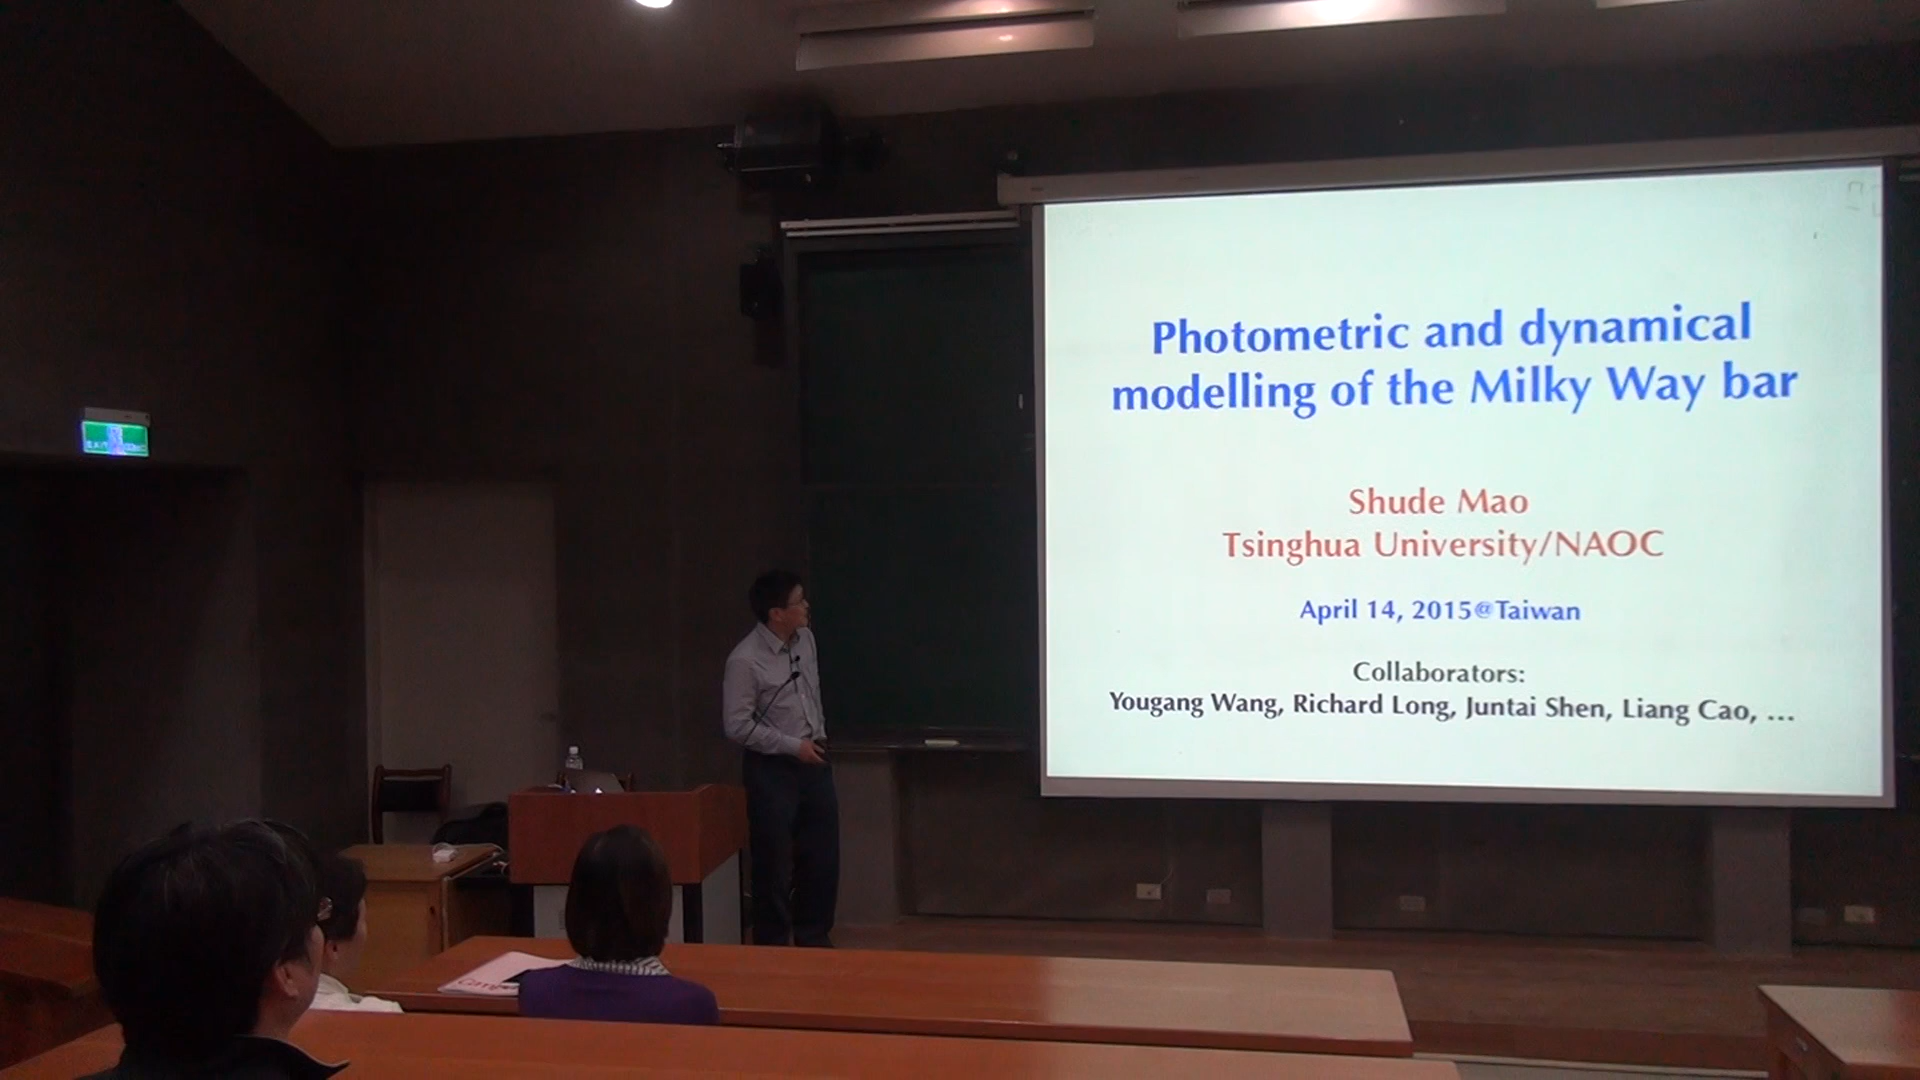 Photometric and dynamical
modelling of the Milky Way bar
Shude Mao
Tsinghua University/NAOC
April 14, 2015@Taiwan
Collaborators:
Yougang Wang, Richard Long, Juntai Shen, Liang Cao, ...